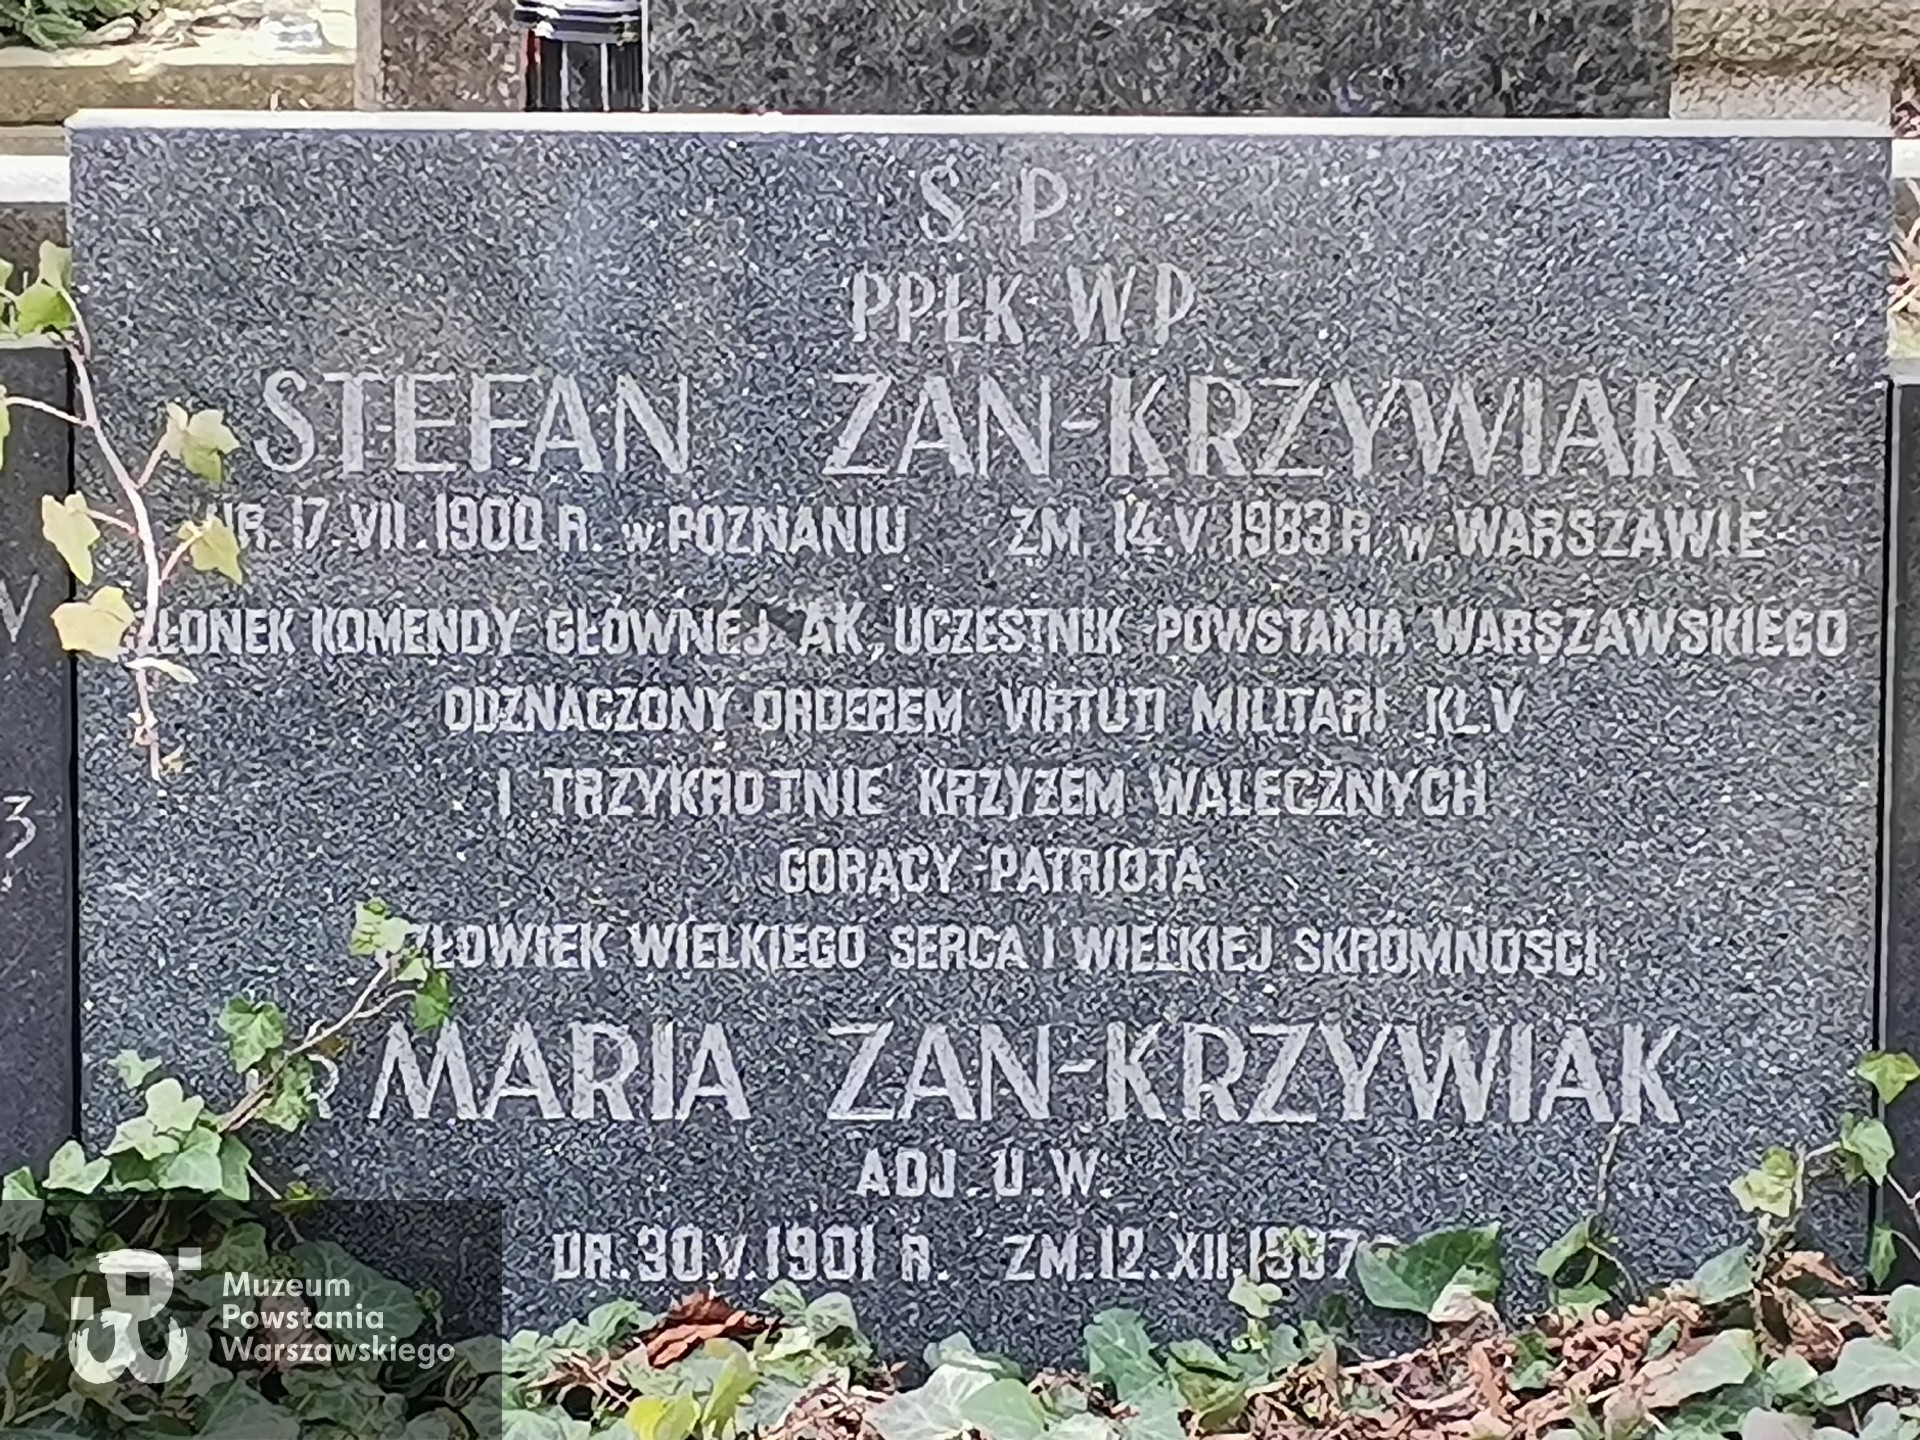 Ś P
PPŁK WP
STEFAN ZAN-KRZYWIAK
UR. 17.VII.1900 R. w POZNANIU ZM. 14.V.1983 R. w WARSZAWIE
CZŁONEK KOMENDY GŁÓWNEJ AK, UCZESTNIK POWSTANIA WARSZAWSKIEGO
ODZNACZONY ORDEREM VIRTUTI MILITARI KL.V
I TRZYKROTNIE KRZYŻEM WALECZNYCH
GORĄCY PATRIOTA
CZŁOWIEK WIELKIEGO SERCA I WIELKIEJ SKROMNOŚCI
MARIA ZAN-KRZYWIAK
ADJ. U.W.
UR. 30.V.1901 R. ZM. 12.XII.
Muzeum
Powstania
Warszawskiego